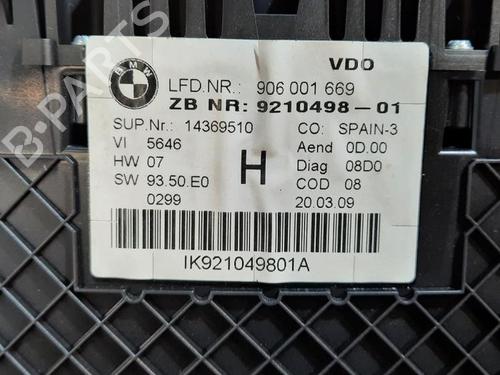 B-PARTS
BMW
VDO
LFD.NR.: 906 001 669
ZB NR: 9210498-01
SUP.Nr.: 14369510 CO: SPAIN-3
VI 5646 Aend 0D.00
HW 07 H Diag 08D0
SW 93.50.E0 COD 08
0299 20.03.09
IK921049801A